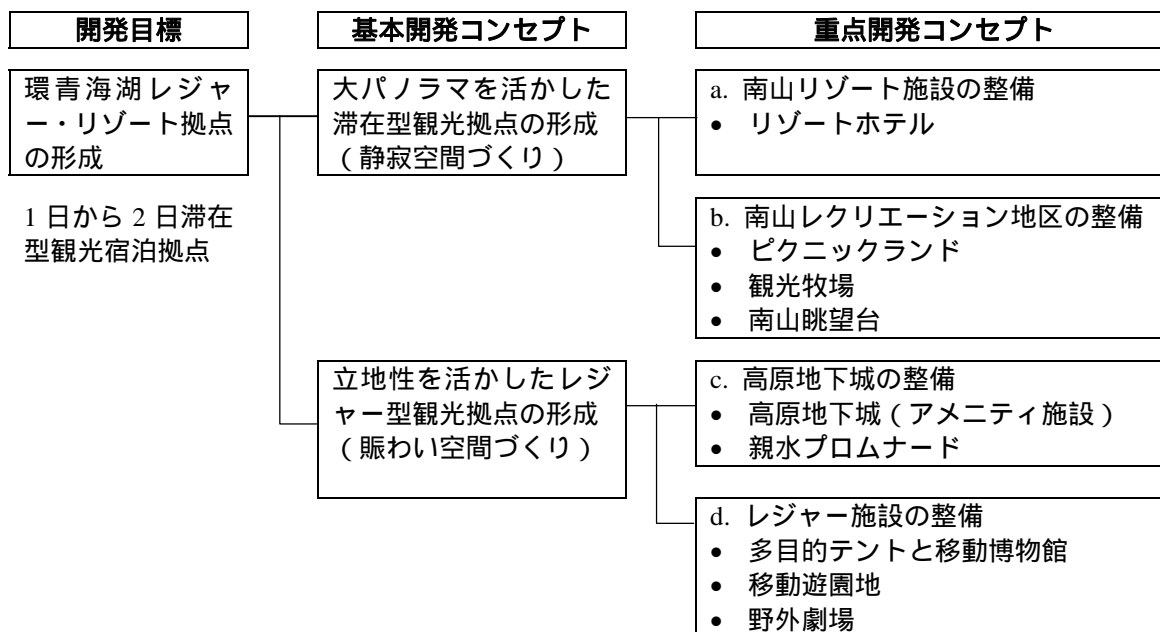 開発目標
基本開発コンセプト
重点開発コンセプト
環青海湖レジャ
ー・リゾート拠点
の形成
1 日から 2 日滞在
型観光宿泊拠点
大パノラマを活かした
滞在型観光拠点の形成
（静寂空間づくり）
立地性を活かしたレジ
ャー型観光拠点の形成
（賑わい空間づくり）
a. 南山リゾート施設の整備
• リゾートホテル
b. 南山レクリエーション地区の整備
• ピクニックランド
• 観光牧場
• 南山眺望台
c. 高原地下城の整備
• 高原地下城（アメニティ施設）
• 親水プロムナード
d. レジャー施設の整備
• 多目的テントと移動博物館
• 移動遊園地
• 野外劇場